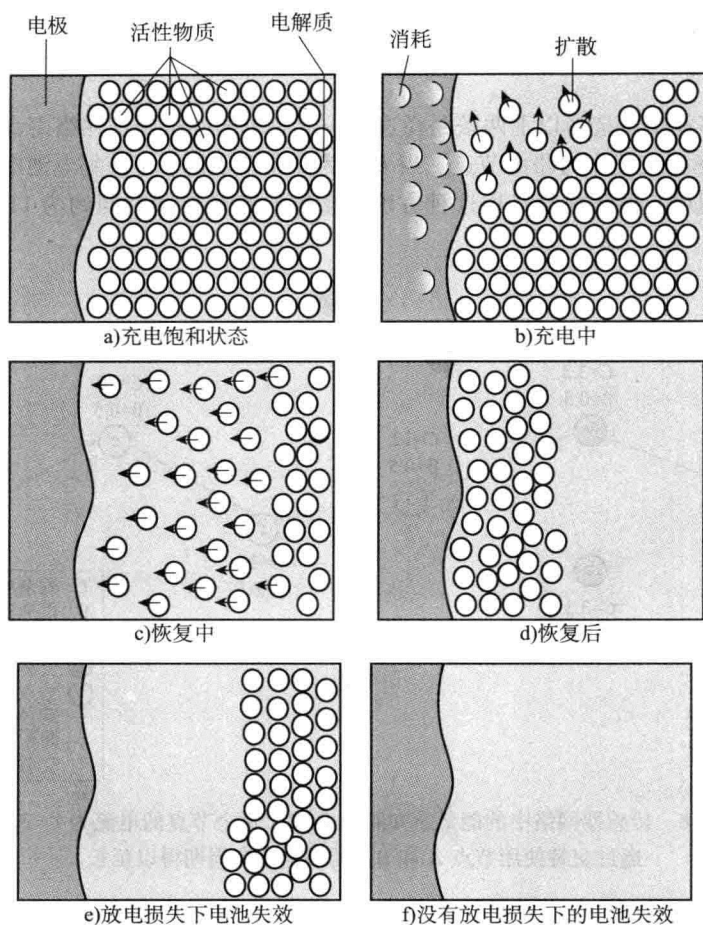 电极
活性物质
电解质
消耗
扩散
a)充电饱和状态
b)充电中
c)恢复中
d)恢复后
e)放电损失下电池失效
f)没有放电损失下的电池失效